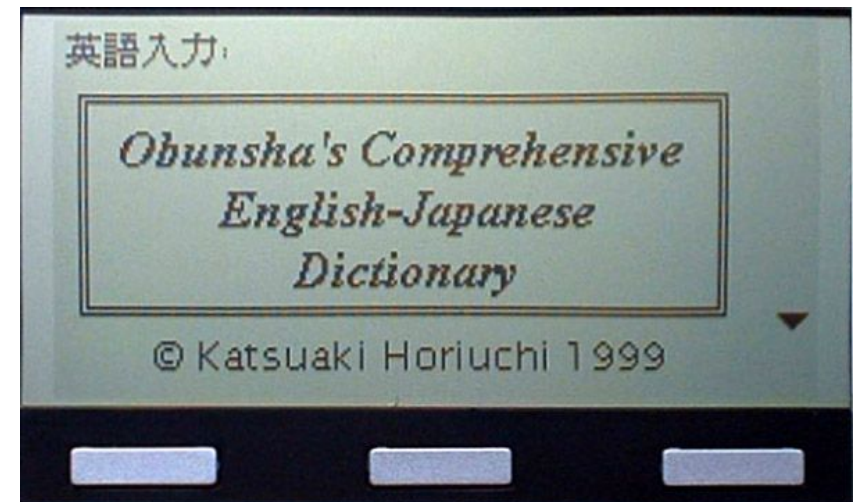 英語入力:
Obunsha's Comprehensive
English-Japanese
Dictionary
© Katsuaki Horiuchi 1999